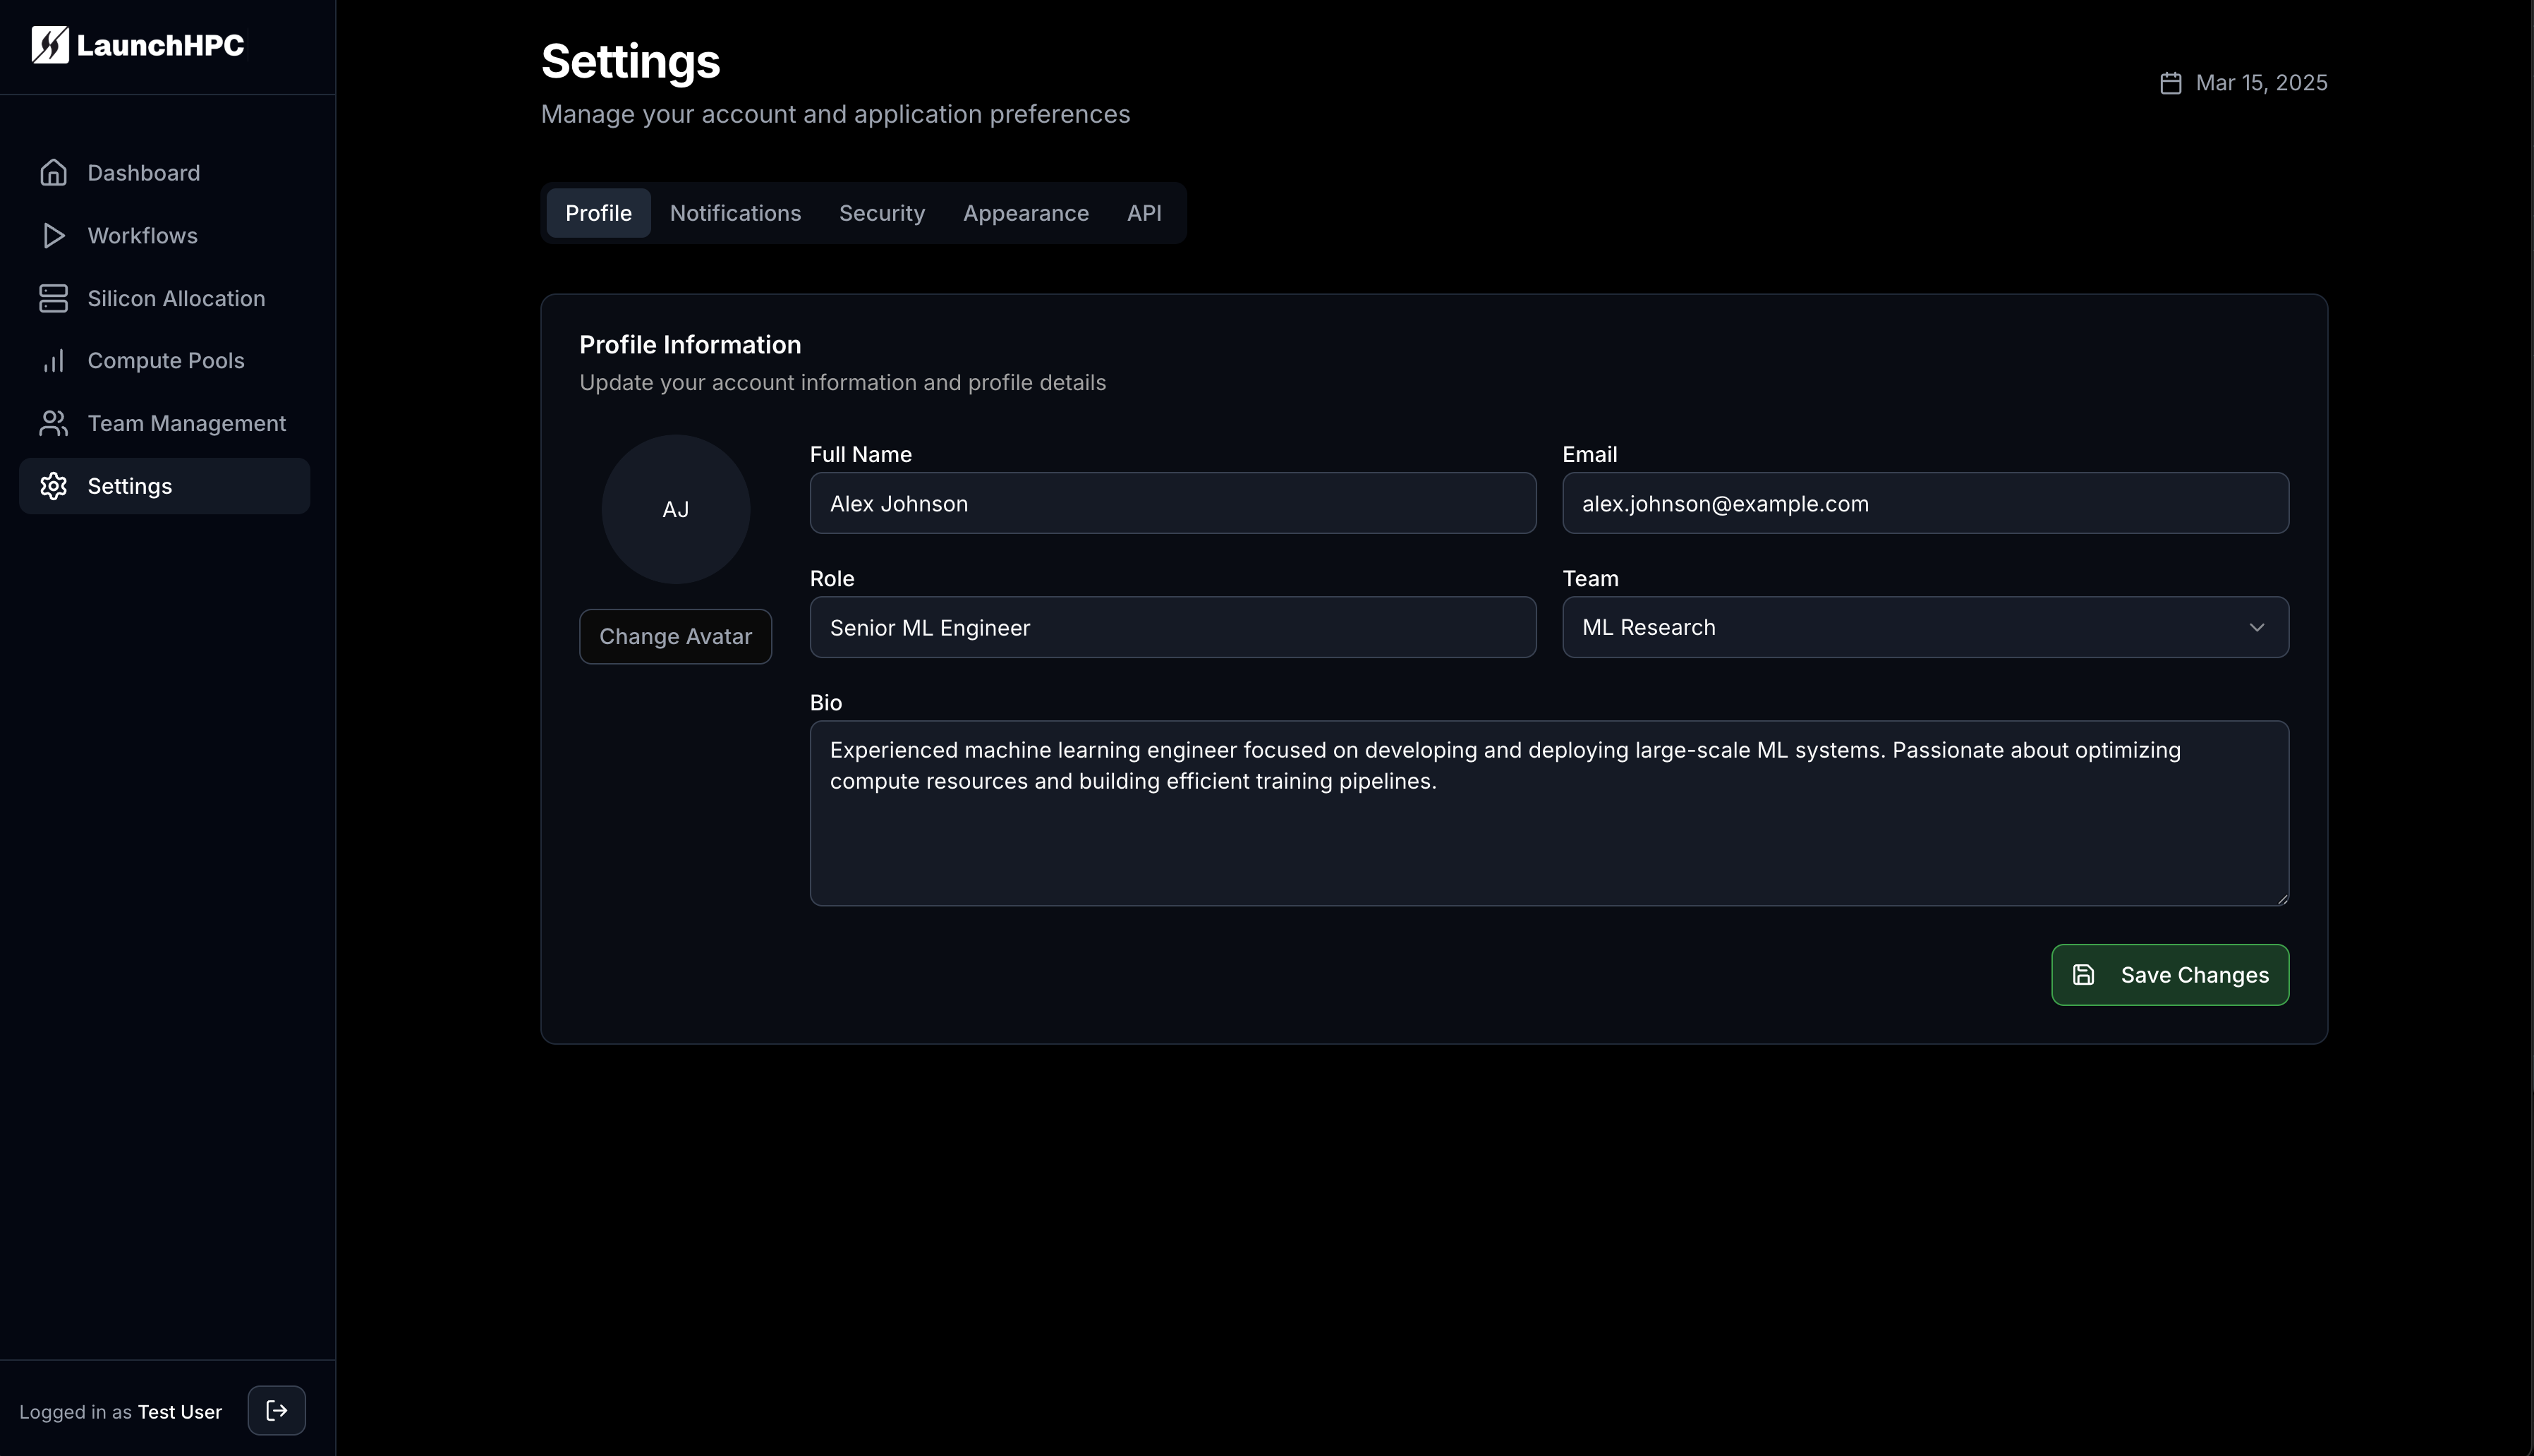 LaunchHPC
Dashboard
Workflows
Silicon Allocation
Compute Pools
Team Management
Settings
Logged in as Test User
Settings
Manage your account and application preferences
Mar 15, 2025
Profile
Notifications
Security
Appearance
API
Profile Information
Update your account information and profile details
AJ
Change Avatar
Full Name
Alex Johnson
Email
alex.johnson@example.com
Role
Senior ML Engineer
Team
ML Research
Bio
Experienced machine learning engineer focused on developing and deploying large-scale ML systems. Passionate about optimizing
compute resources and building efficient training pipelines.
Save Changes